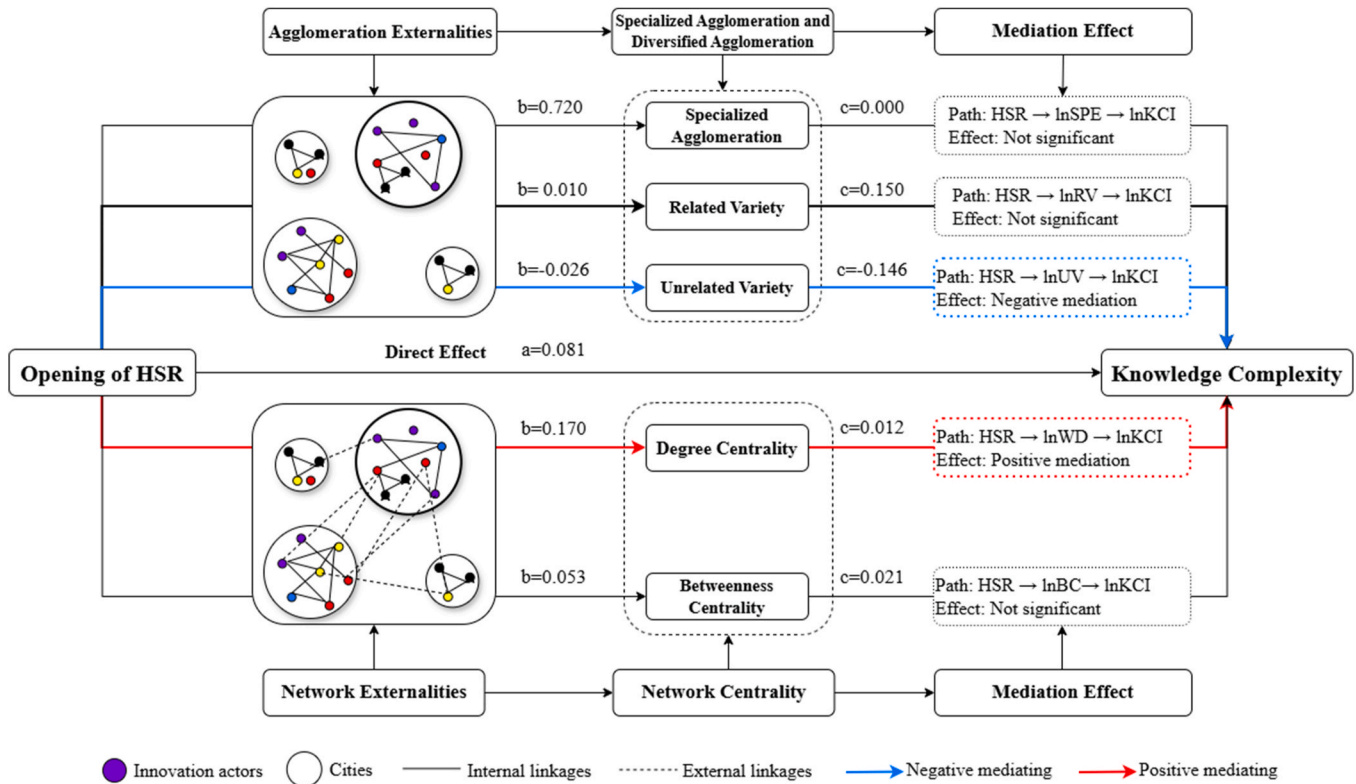 Agglomeration Externalities
Specialized Agglomeration and
Diversified Agglomeration
Mediation Effect
b=0.720
Specialized
Agglomeration
c=0.000
Path: HSR → lnSPE → lnKCI
Effect: Not significant
b= 0.010
Related Variety
c=0.150
Path: HSR → lnRV → lnKCI
Effect: Not significant
b=-0.026
Unrelated Variety
c=-0.146
Path: HSR → lnUV → lnKCI
Effect: Negative mediation
Opening of HSR
Direct Effect a=0.081
Knowledge Complexity
b=0.170
Degree Centrality
c=0.012
Path: HSR → lnWD → lnKCI
Effect: Positive mediation
b=0.053
Betweenness
Centrality
c=0.021
Path: HSR → lnBC→ lnKCI
Effect: Not significant
Network Externalities
Network Centrality
Mediation Effect
Innovation actors
Cities
Internal linkages
External linkages
Negative mediating
Positive mediating